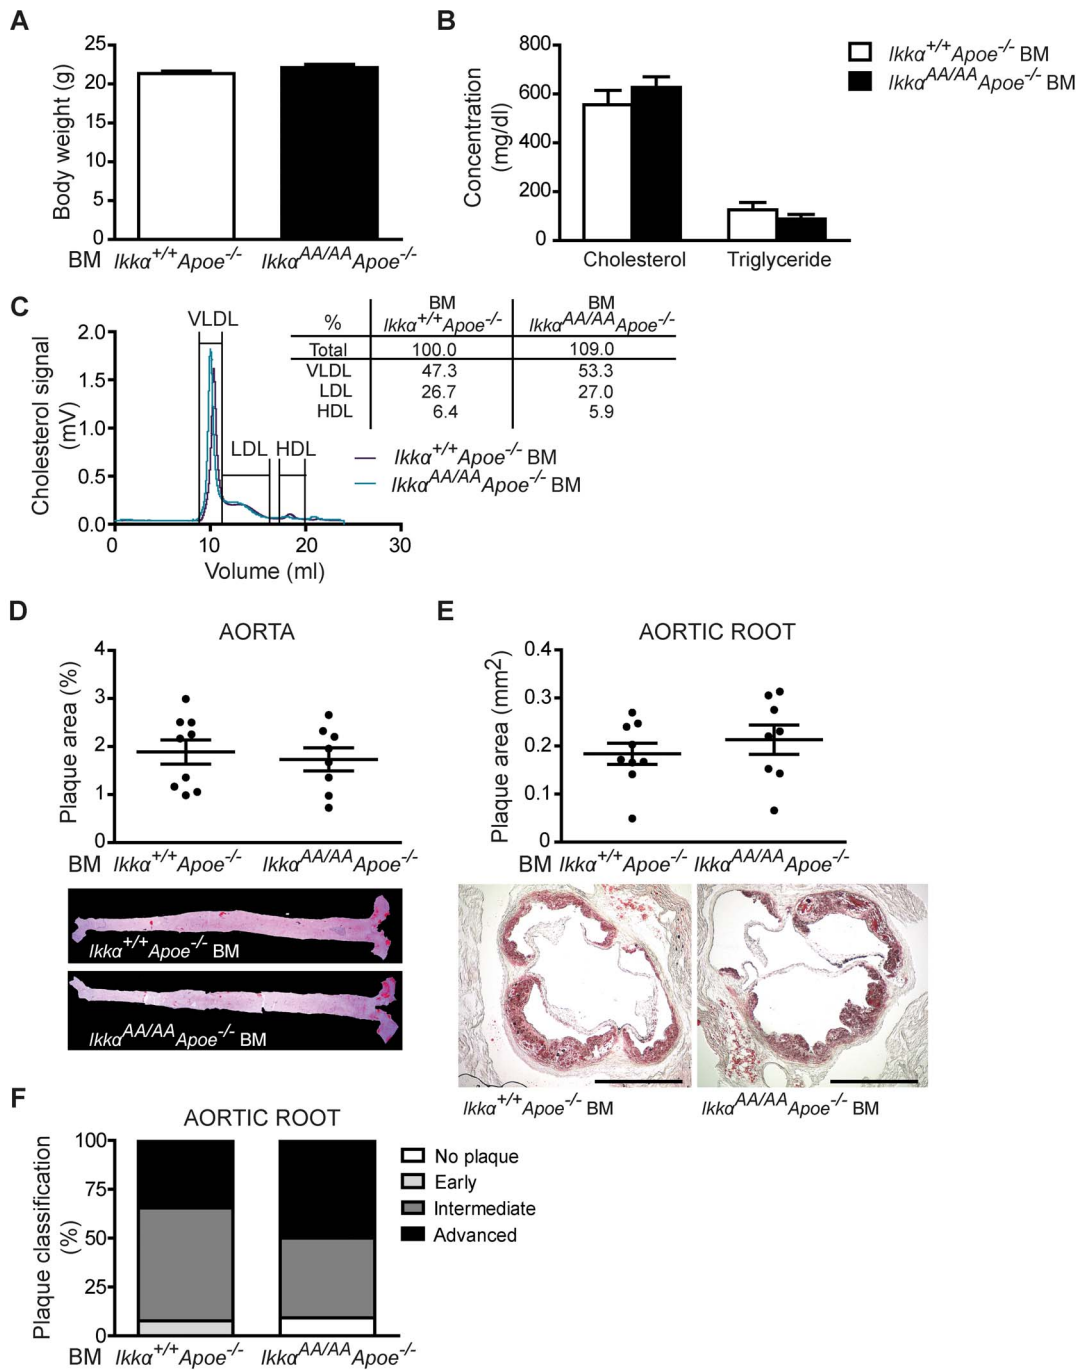 A
Body weight (g)
25
20
15
10
5
0
BM Ikkα+/+Apoe-/- IkkαAA/AAApoe-/-
B
Concentration
(mg/dl)
800
600
400
200
0
Cholesterol Triglyceride
Ikkα+/+Apoe-/- BM
IkkαAA/AAApoe-/- BM
C
Cholesterol signal
(mV)
2.0
1.5
1.0
0.5
0.0
0 10 20 30
Volume (ml)
VLDL
LDL HDL
BM BM
% Ikkα+/+Apoe-/- IkkαAA/AAApoe-/-
Total 100.0 109.0
VLDL 47.3 53.3
LDL 26.7 27.0
HDL 6.4 5.9
Ikkα+/+Apoe-/- BM
IkkαAA/AAApoe-/- BM
D
AORTA
Plaque area (%)
4
3
2
1
0
BM Ikkα+/+Apoe-/- IkkαAA/AAApoe-/-
Ikkα+/+Apoe-/- BM
IkkαAA/AAApoe-/- BM
E
AORTIC ROOT
Plaque area (mm2)
0.4
0.3
0.2
0.1
0
BM Ikkα+/+Apoe-/- IkkαAA/AAApoe-/-
Ikkα+/+Apoe-/- BM IkkαAA/AAApoe-/- BM
F
AORTIC ROOT
Plaque classification
(%)
100
75
50
25
0
BM Ikkα+/+Apoe-/- IkkαAA/AAApoe-/-
No plaque
Early
Intermediate
Advanced